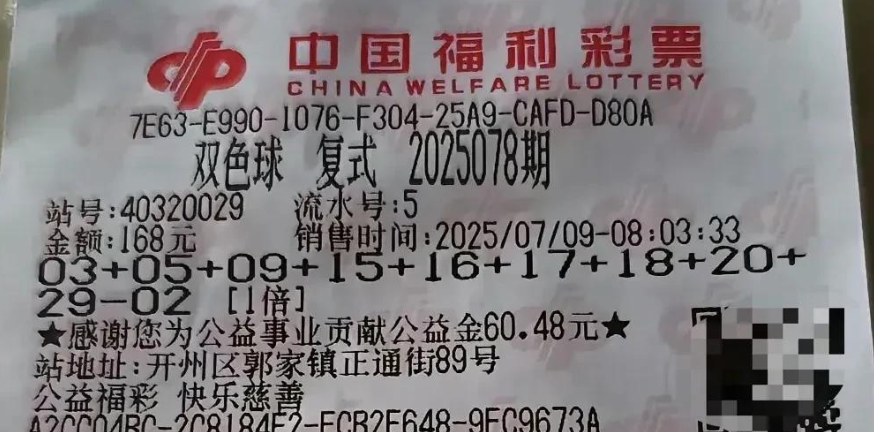 中国福利彩票
CHINA WELFARE LOTTERY
7E63-E990-1076-F304-25A9-CAFD-D80A
双色球 复式 2025078期
站号:40320029 流水号:5
金额:168元 销售时间:2025/07/09-08:03:33
03+05+09+15+16+17+18+20+
29-02 [1倍]
★感谢您为公益事业贡献公益金60.48元★
站地址:开州区郭家镇正通街89号
公益福彩 快乐慈善
A2CC04BC-2C8184E2-ECB2E648-9EC9673A